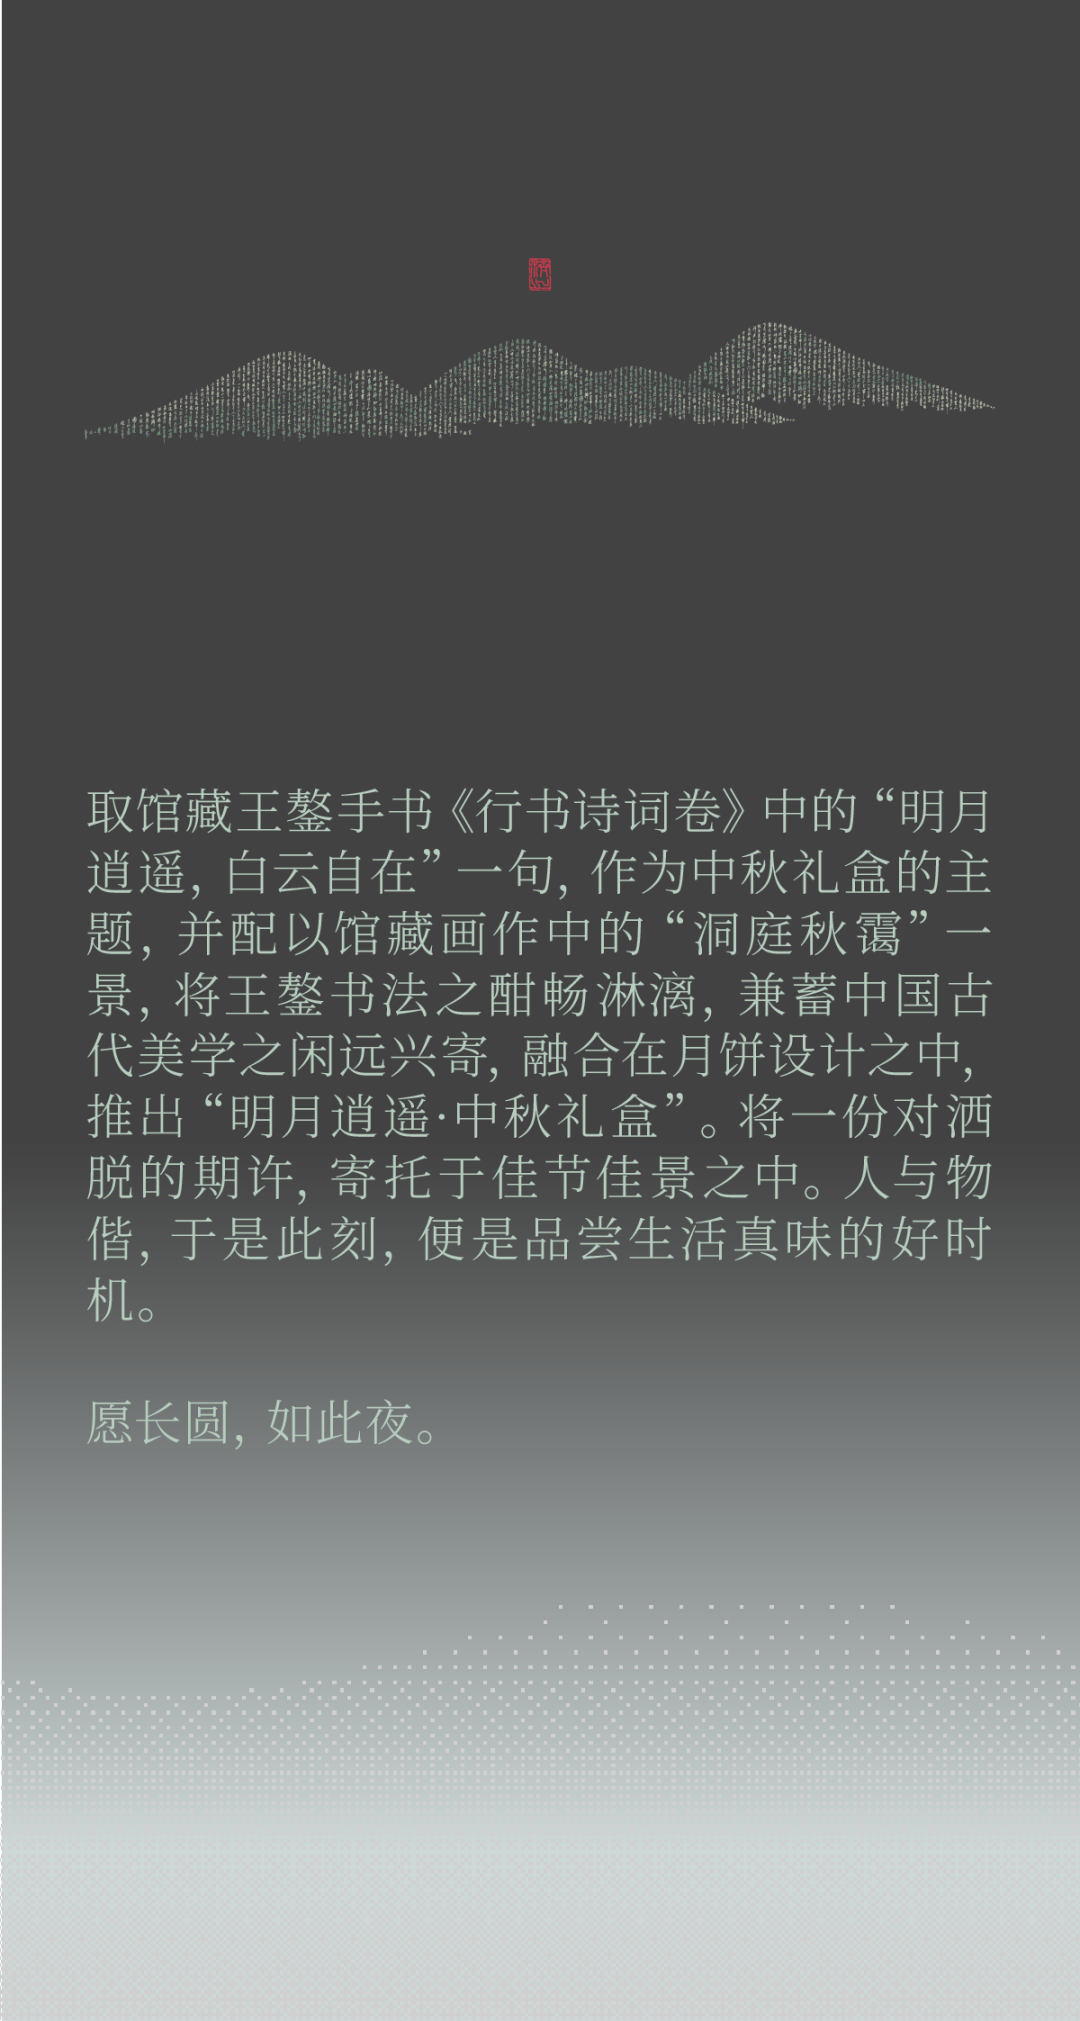 取馆藏王鏊手书《行书诗词卷》中的“明月
逍遥，白云自在”一句，作为中秋礼盒的主
题，并配以馆藏画作中的“洞庭秋霭”一
景，将王鏊书法之酣畅淋漓，兼蓄中国古
代美学之闲远兴寄，融合在月饼设计之中，
推出“明月逍遥·中秋礼盒”。将一份对洒
脱的期许，寄托于佳节佳景之中。人与物
偕，于是此刻，便是品尝生活真味的好时
机。
愿长圆，如此夜。